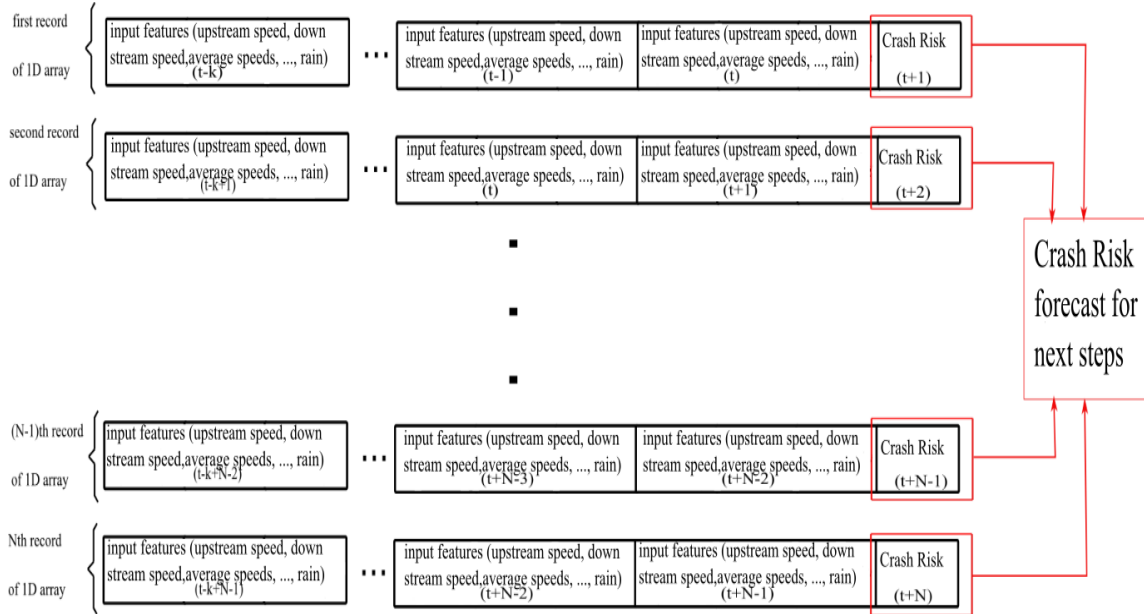 first record
of 1D array
input features (upstream speed, down
stream speed,average speeds, ..., rain)
(t-k)
...
input features (upstream speed, down
stream speed,average speeds, ..., rain)
(t-1)
input features (upstream speed, down
stream speed,average speeds, ..., rain)
(t)
Crash Risk
(t+1)
second record
of 1D array
input features (upstream speed, down
stream speed,average speeds, ..., rain)
(t-k+1)
...
input features (upstream speed, down
stream speed,average speeds, ..., rain)
(t)
input features (upstream speed, down
stream speed,average speeds, ..., rain)
(t+1)
Crash Risk
(t+2)
Crash Risk
forecast for
next steps
(N-1)th record
of 1D array
input features (upstream speed, down
stream speed,average speeds, ..., rain)
(t-k+N-2)
...
input features (upstream speed, down
stream speed,average speeds, ..., rain)
(t+N-3)
input features (upstream speed, down
stream speed,average speeds, ..., rain)
(t+N-2)
Crash Risk
(t+N-1)
Nth record
of 1D array
input features (upstream speed, down
stream speed,average speeds, ..., rain)
(t-k+N-1)
...
input features (upstream speed, down
stream speed,average speeds, ..., rain)
(t+N-2)
input features (upstream speed, down
stream speed,average speeds, ..., rain)
(t+N-1)
Crash Risk
(t+N)